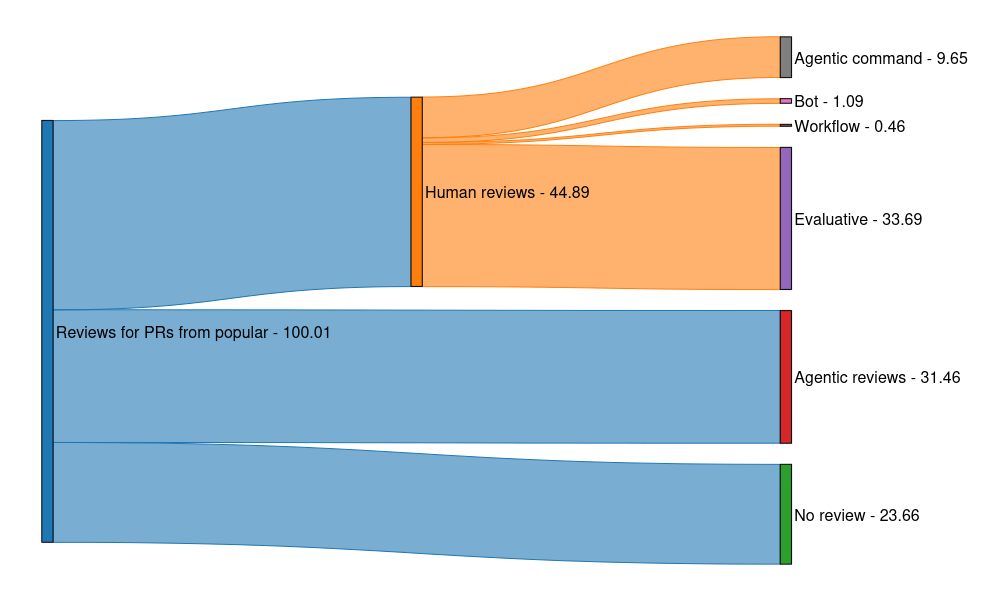 Agentic command - 9.65
Bot - 1.09
Workflow - 0.46
Human reviews - 44.89
Evaluative - 33.69
Reviews for PRs from popular - 100.01
Agentic reviews - 31.46
No review - 23.66